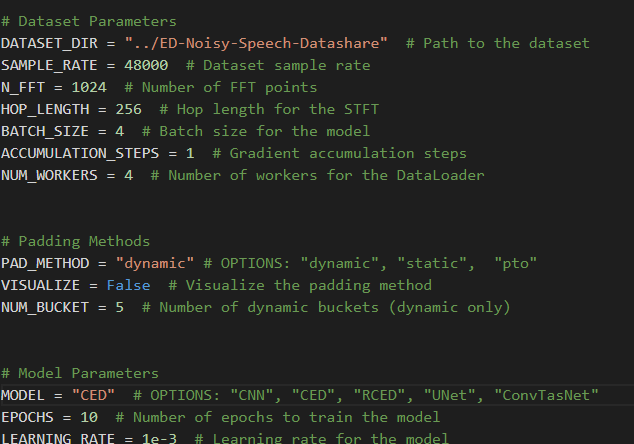 # Dataset Parameters
DATASET_DIR = "../ED-Noisy-Speech-Datashare"  # Path to the dataset
SAMPLE_RATE = 48000  # Dataset sample rate
N_FFT = 1024  # Number of FFT points
HOP_LENGTH = 256  # Hop length for the STFT
BATCH_SIZE = 4  # Batch size for the model
ACCUMULATION_STEPS = 1  # Gradient accumulation steps
NUM_WORKERS = 4  # Number of workers for the DataLoader
# Padding Methods
PAD_METHOD = "dynamic" # OPTIONS: "dynamic", "static",  "pto"
VISUALIZE = False  # Visualize the padding method
NUM_BUCKET = 5  # Number of dynamic buckets (dynamic only)
# Model Parameters
MODEL = "CED"  # OPTIONS: "CNN", "CED", "RCED", "UNet", "ConvTasNet"
EPOCHS = 10  # Number of epochs to train the model
LEARNING_RATE = 1e-3  # Learning rate for the model